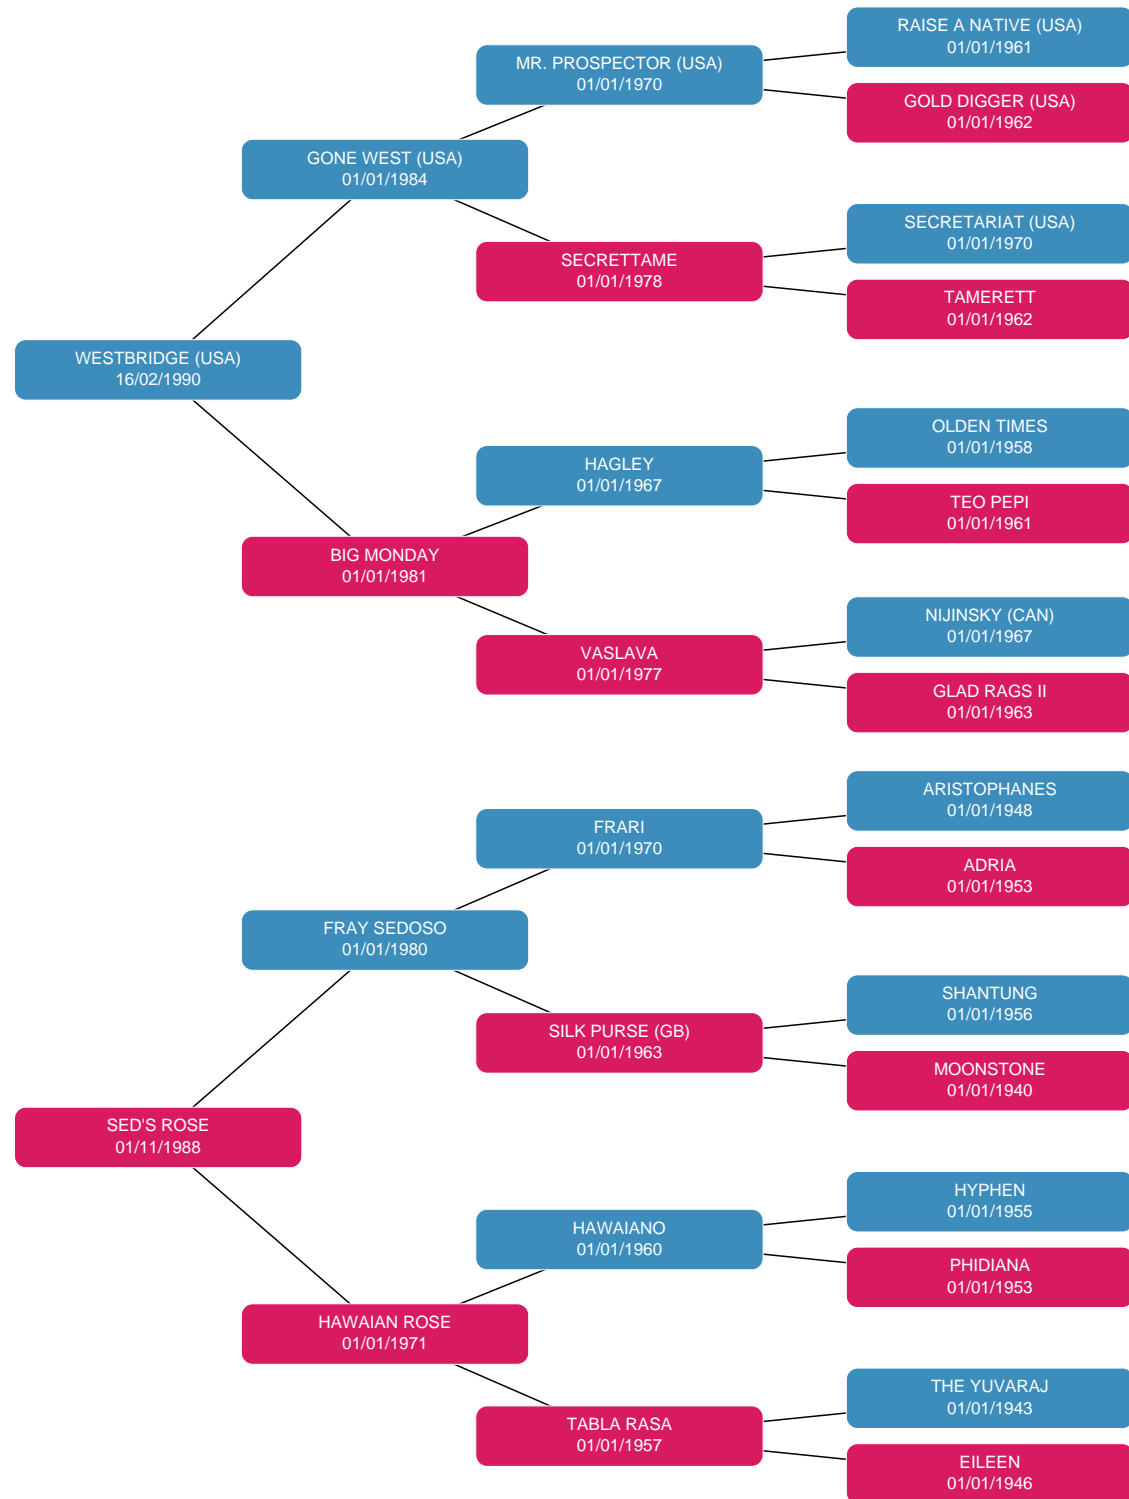 RAISE A NATIVE (USA)
01/01/1961
MR. PROSPECTOR (USA)
01/01/1970
GOLD DIGGER (USA)
01/01/1962
GONE WEST (USA)
01/01/1984
SECRETARIAT (USA)
01/01/1970
SECRETTAME
01/01/1978
TAMERETT
01/01/1962
WESTBRIDGE (USA)
16/02/1990
OLDEN TIMES
01/01/1958
HAGLEY
01/01/1967
TEO PEPI
01/01/1961
BIG MONDAY
01/01/1981
NIJINSKY (CAN)
01/01/1967
VASLAVA
01/01/1977
GLAD RAGS II
01/01/1963
ARISTOPHANES
01/01/1948
FRARI
01/01/1970
ADRIA
01/01/1953
FRAY SEDOSO
01/01/1980
SHANTUNG
01/01/1956
SILK PURSE (GB)
01/01/1963
MOONSTONE
01/01/1940
SED'S ROSE
01/11/1988
HYPHEN
01/01/1955
HAWAIANO
01/01/1960
PHIDIANA
01/01/1953
HAWAIAN ROSE
01/01/1971
THE YUVARAJ
01/01/1943
TABLA RASA
01/01/1957
EILEEN
01/01/1946